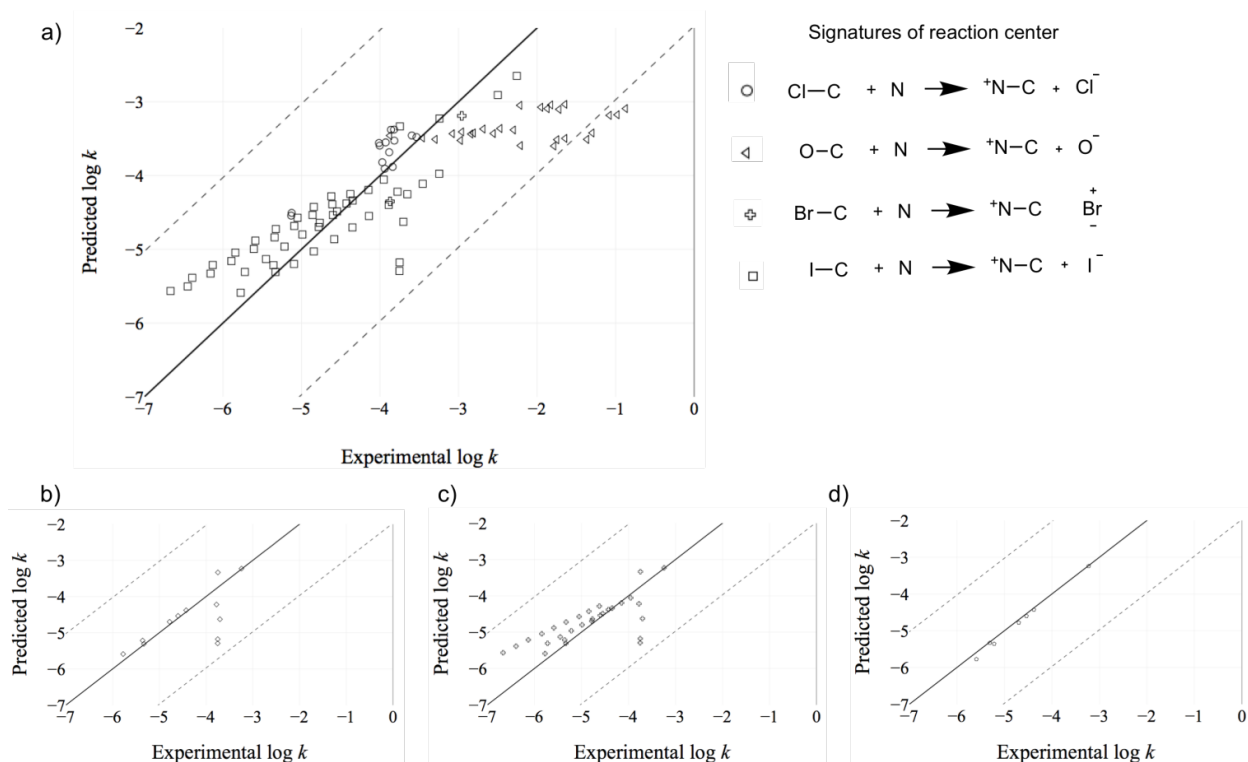 a)
Predicted log k
−2
−3
−4
−5
−6
−7
−7 −6 −5 −4 −3 −2 −1 0
Experimental log k
Signatures of reaction center
Cl—C + N ⁺N—C + Cl⁻
O—C + N ⁺N—C + O⁻
Br—C + N ⁺N—C + Br −
I—C + N ⁺N—C + I⁻
b)
Predicted log k
−2
−3
−4
−5
−6
−7
−7 −6 −5 −4 −3 −2 −1 0
Experimental log k
c)
Predicted log k
−2
−3
−4
−5
−6
−7
−7 −6 −5 −4 −3 −2 −1 0
Experimental log k
d)
Predicted log k
−2
−3
−4
−5
−6
−7
−7 −6 −5 −4 −3 −2 −1 0
Experimental log k